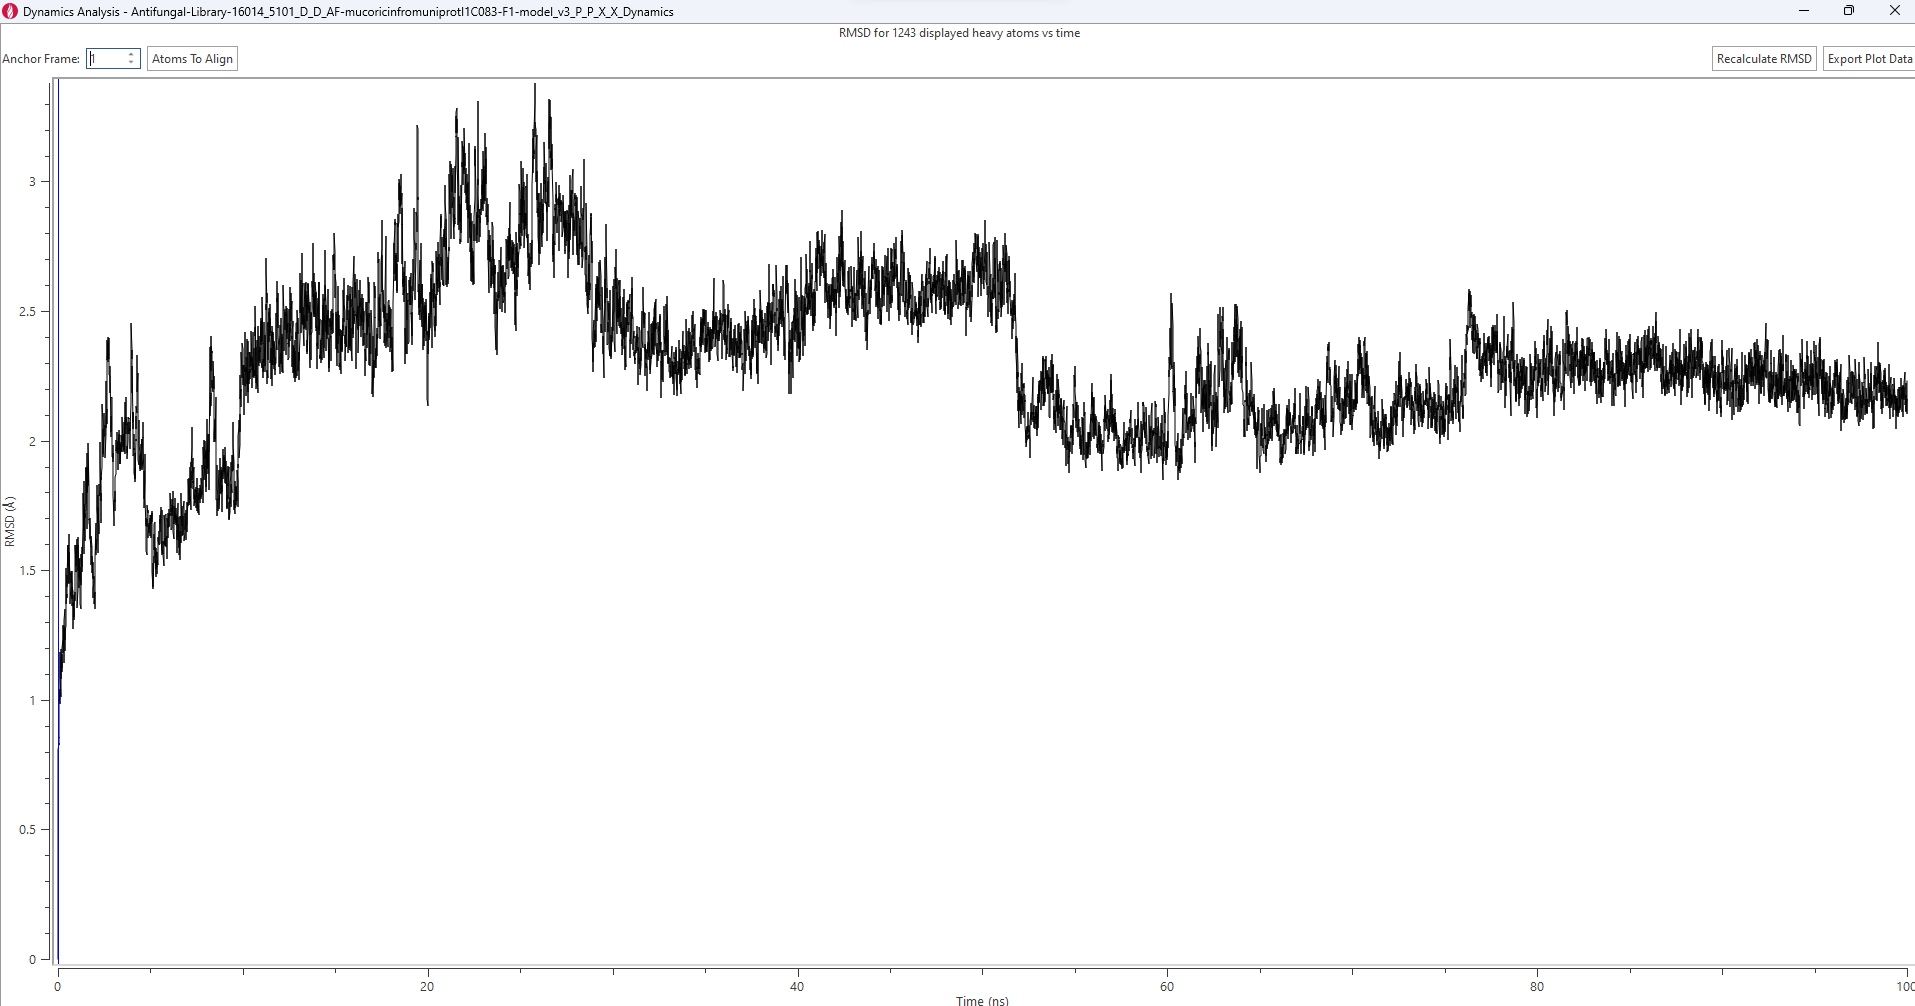 Dynamics Analysis - Antifungal-Library-16014_5101_D_D_AF-mucoricinfromuniprotI1C083-F1-model_v3_P_P_X_X_Dynamics
RMSD for 1243 displayed heavy atoms vs time
Anchor Frame: 1 Atoms To Align Recalculate RMSD Export Plot Data
3
2.5
2
1.5
1
0.5
0
RMSD (Å)
0 20 40 60 80 100
Time (ns)